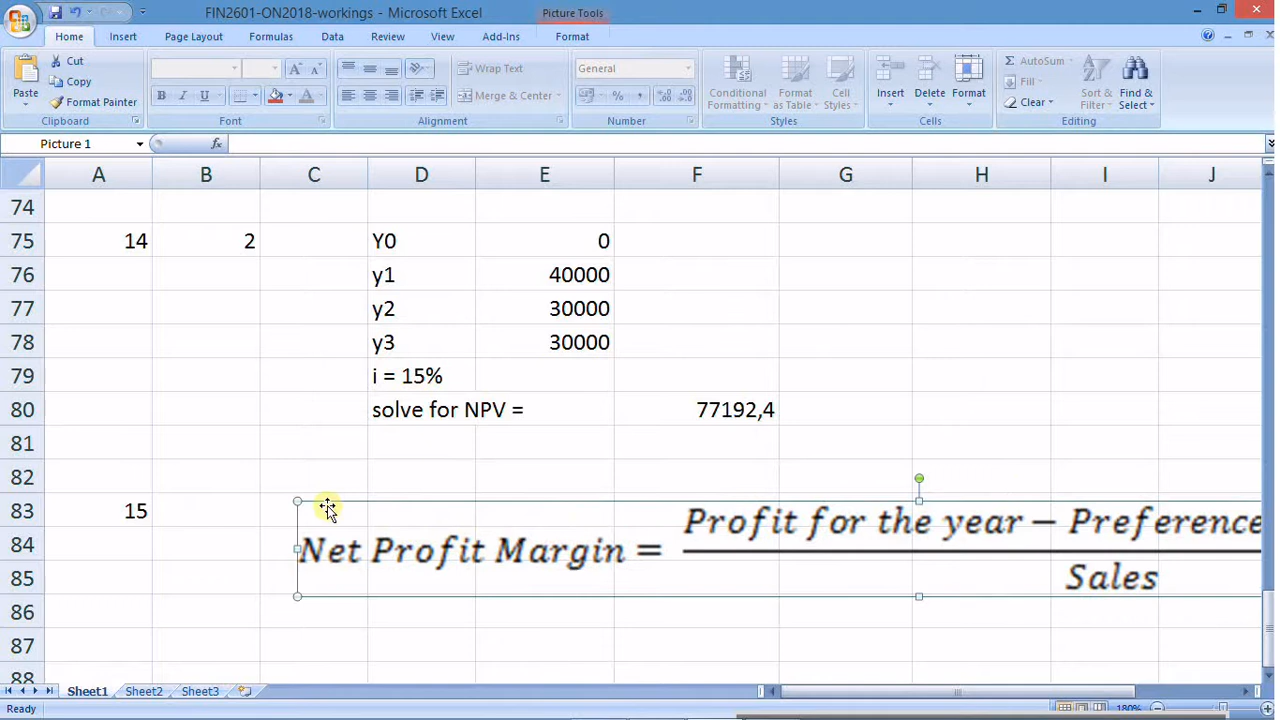 FIN2601-ON2018-workings - Microsoft Excel
Picture Tools
Home Insert Page Layout Formulas Data Review View Add-Ins Format
Paste
Cut
Copy
Format Painter
Clipboard
B I U A
Font
Wrap Text
Merge & Center
Alignment
General
% ,
Number
Conditional Formatting
Format as Table
Cell Styles
Styles
Insert
Delete
Format
Cells
Σ AutoSum
Fill
Clear
Sort & Filter
Find & Select
Editing
Picture 1 fx
A B C D E F G H I J
74
75 14 2 Y0 0
76 y1 40000
77 y2 30000
78 y3 30000
79 i = 15%
80 solve for NPV = 77192,4
81
82
83 15
84
85
86
87
88
Net Profit Margin = Profit for the year − Preference
Sales
Sheet1 Sheet2 Sheet3
Ready 180%